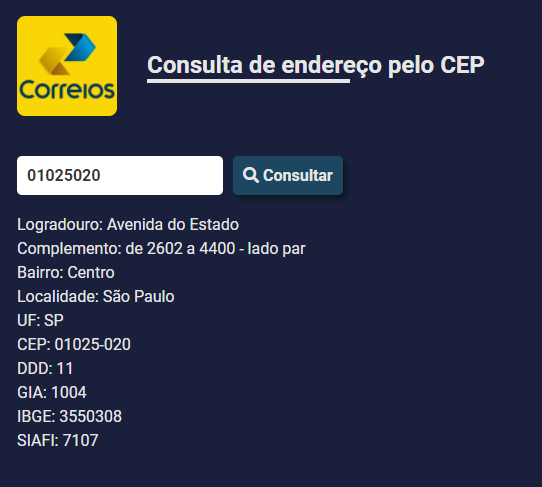 Correios
Consulta de endereço pelo CEP
01025020
Consultar
Logradouro: Avenida do Estado
Complemento: de 2602 a 4400 - lado par
Bairro: Centro
Localidade: São Paulo
UF: SP
CEP: 01025-020
DDD: 11
GIA: 1004
IBGE: 3550308
SIAFI: 7107